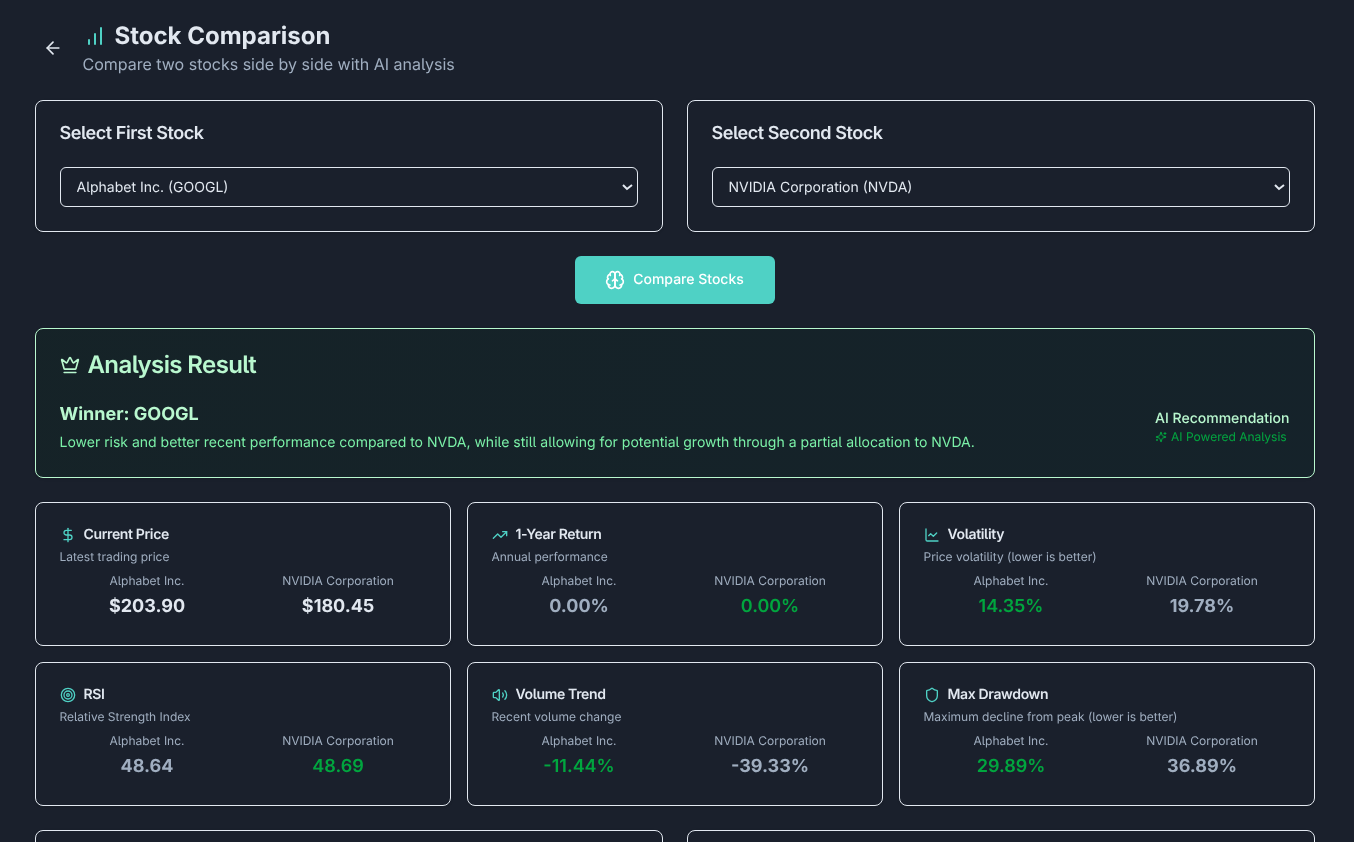 Stock Comparison
Compare two stocks side by side with AI analysis
Select First Stock
Alphabet Inc. (GOOGL)
Select Second Stock
NVIDIA Corporation (NVDA)
Compare Stocks
Analysis Result
Winner: GOOGL
Lower risk and better recent performance compared to NVDA, while still allowing for potential growth through a partial allocation to NVDA.
AI Recommendation
AI Powered Analysis
Current Price
Latest trading price
Alphabet Inc. NVIDIA Corporation
$203.90 $180.45
1-Year Return
Annual performance
Alphabet Inc. NVIDIA Corporation
0.00% 0.00%
Volatility
Price volatility (lower is better)
Alphabet Inc. NVIDIA Corporation
14.35% 19.78%
RSI
Relative Strength Index
Alphabet Inc. NVIDIA Corporation
48.64 48.69
Volume Trend
Recent volume change
Alphabet Inc. NVIDIA Corporation
-11.44% -39.33%
Max Drawdown
Maximum decline from peak (lower is better)
Alphabet Inc. NVIDIA Corporation
29.89% 36.89%